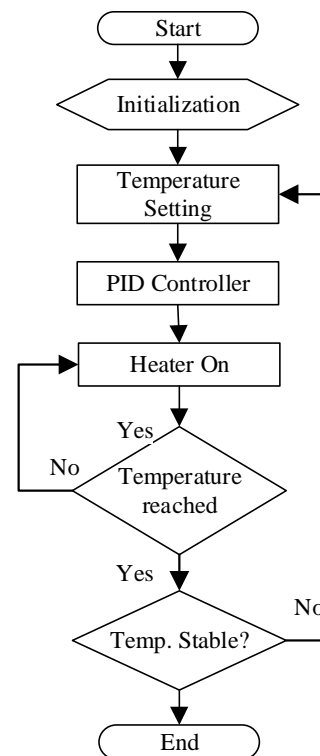 Start
Initialization
Temperature
Setting
PID Controller
Heater On
Yes
No
Temperature
reached
Yes
No
Temp. Stable?
End